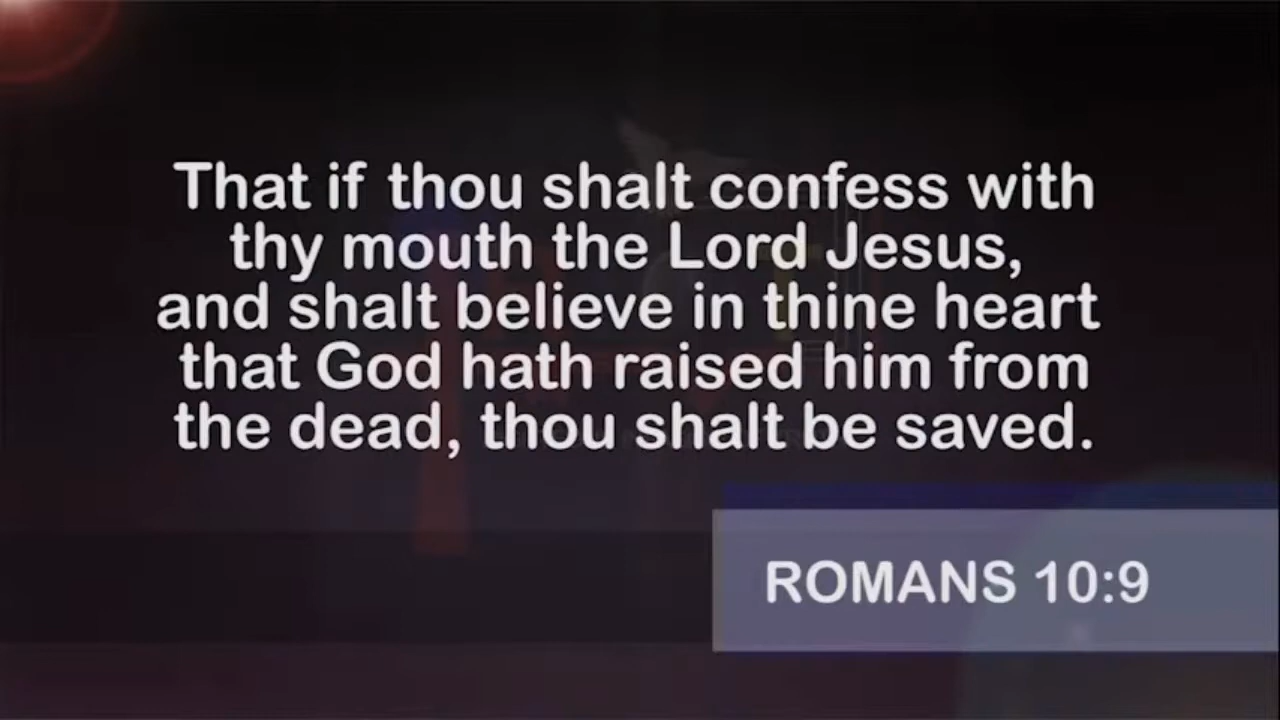 That if thou shalt confess with
thy mouth the Lord Jesus,
and shalt believe in thine heart
that God hath raised him from
the dead, thou shalt be saved.
ROMANS 10:9